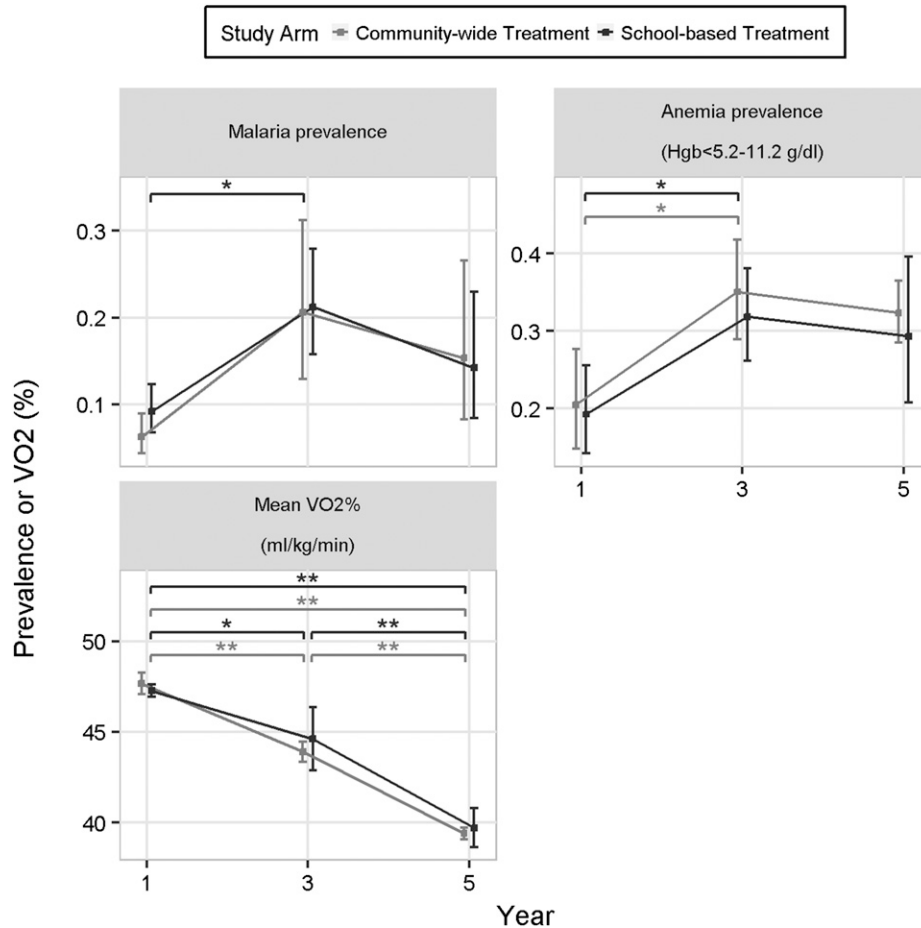 Study Arm Community-wide Treatment School-based Treatment
Malaria prevalence
Anemia prevalence
(Hgb<5.2-11.2 g/dl)
*
0.3
0.2
0.1
*
*
0.4
0.3
0.2
1 3 5
Mean VO2%
(ml/kg/min)
**
**
* **
** **
50
45
40
1 3 5
Prevalence or VO2 (%)
Year